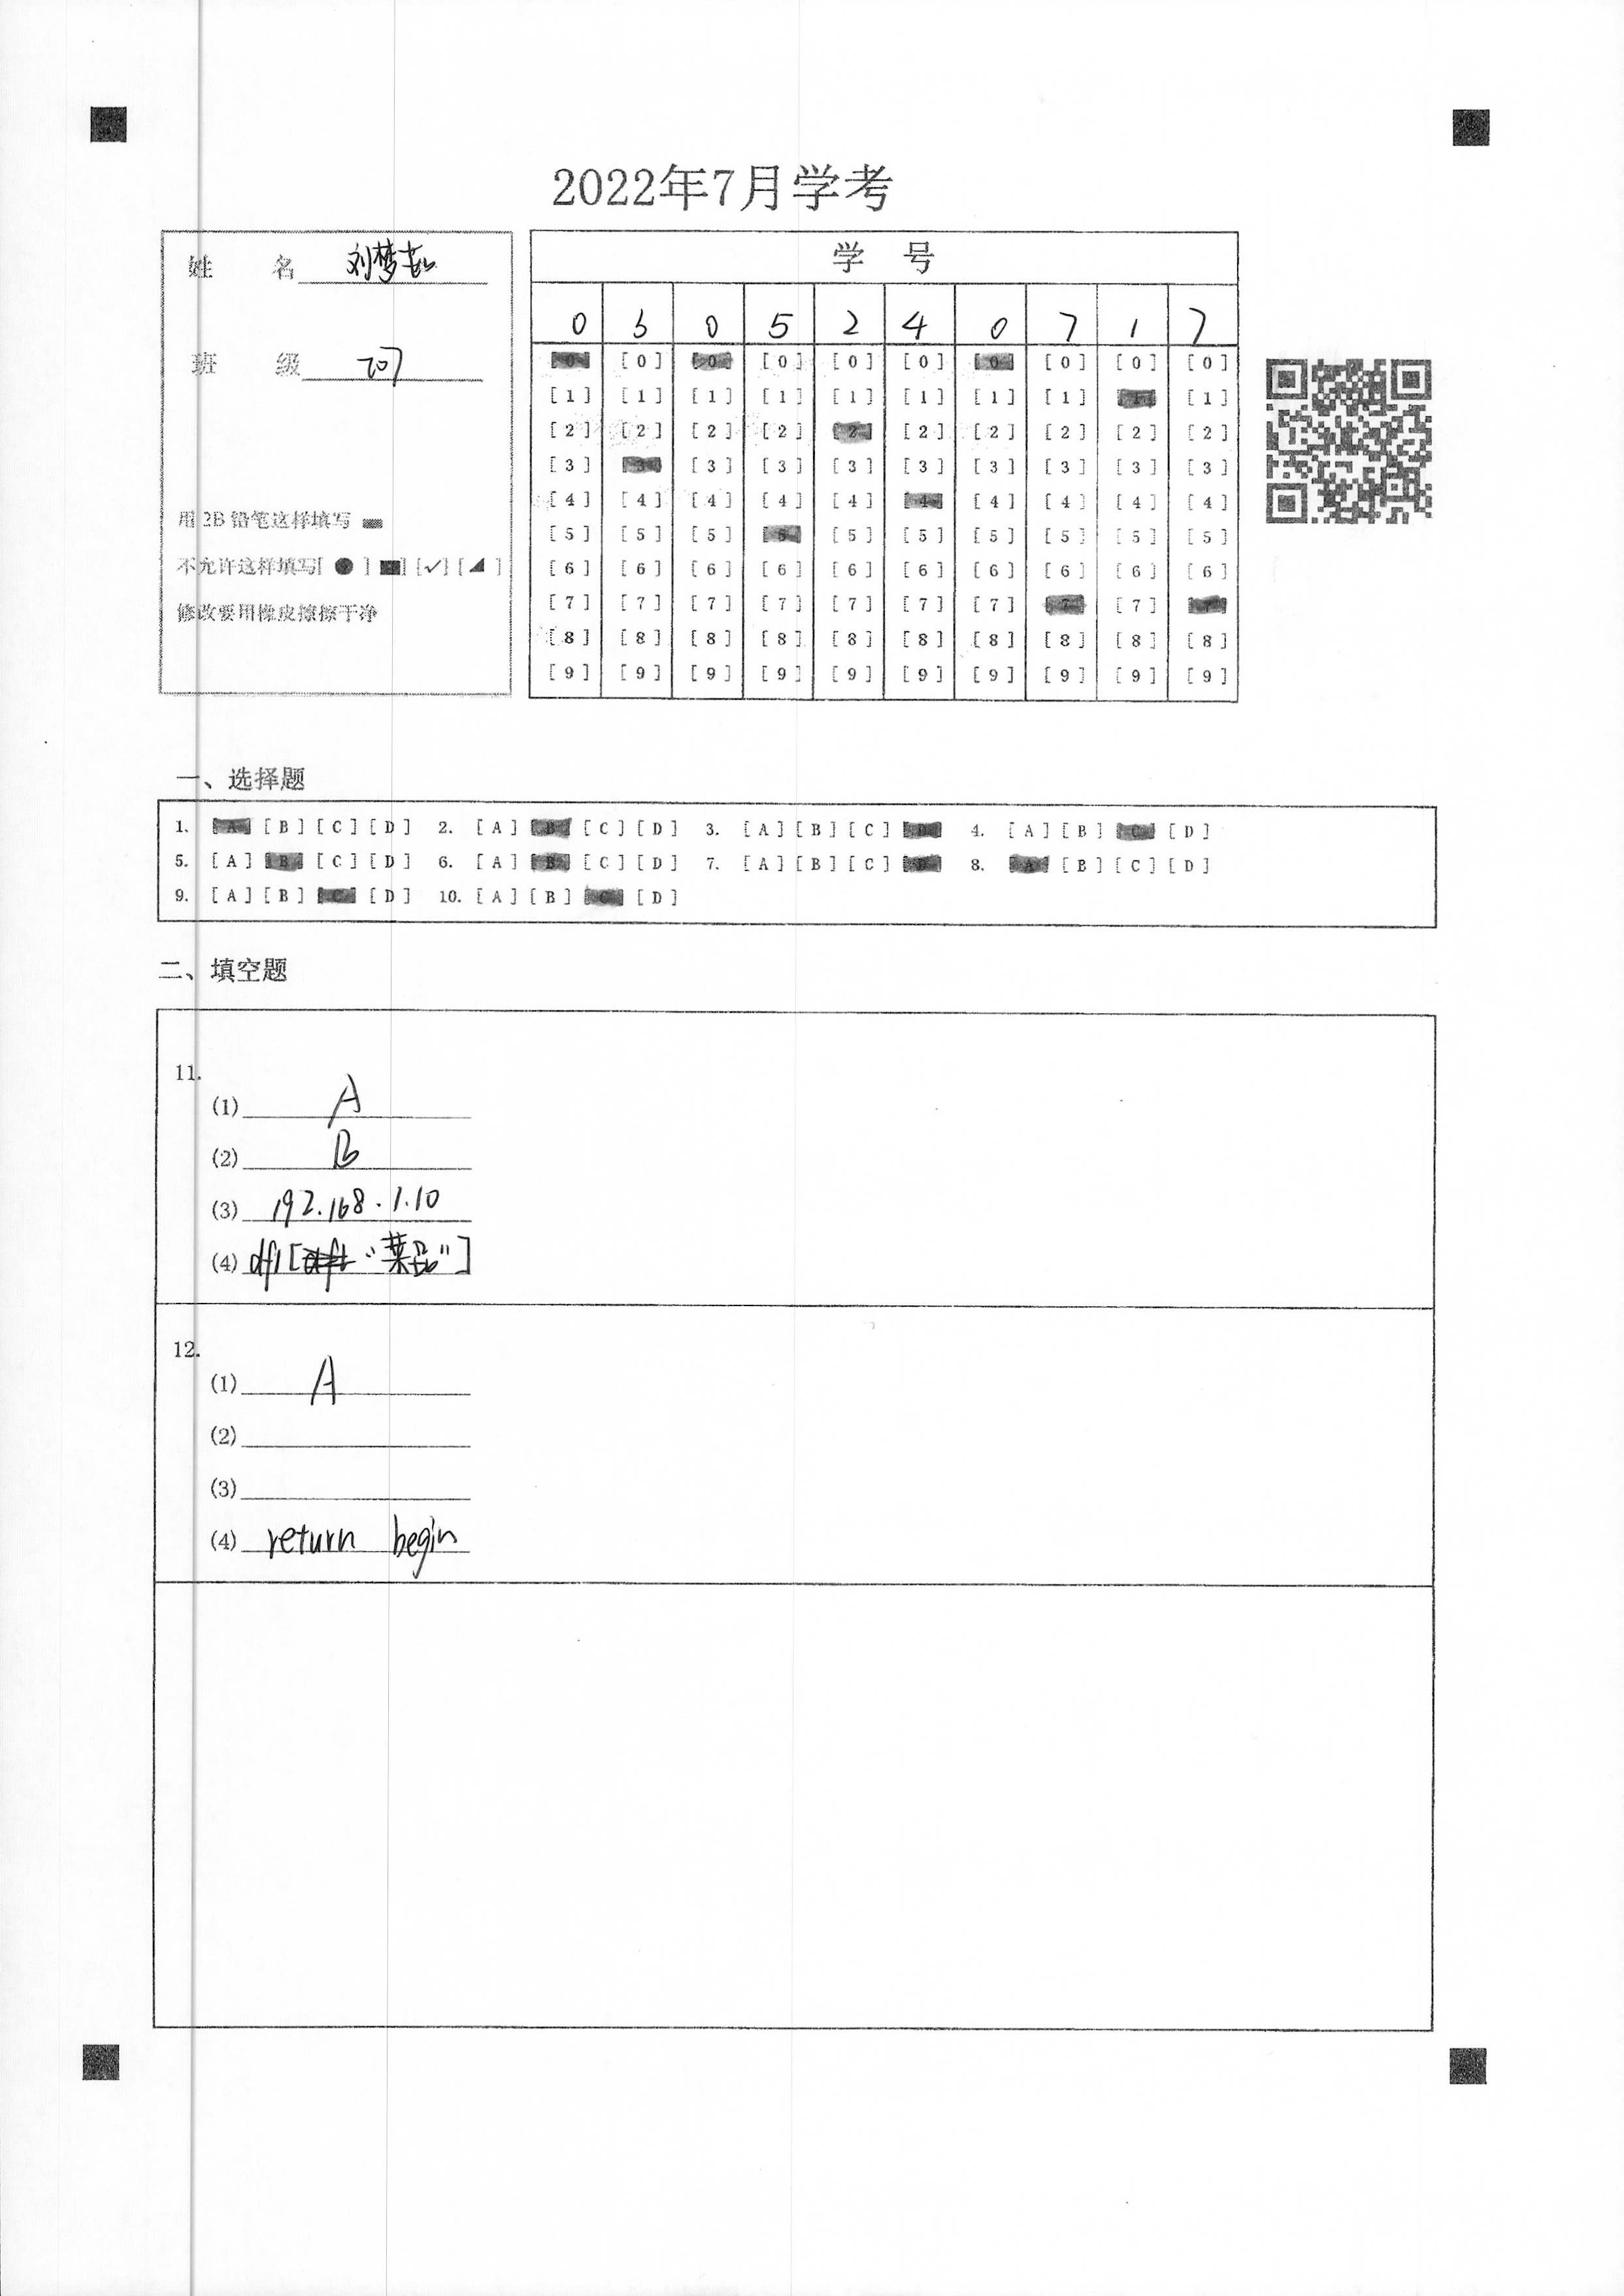 2022年7月学考
姓 名 刘梦茹
班 级 707
用2B铅笔这样填写
不允许这样填写[●] [■] [✓] [◢]
修改要用橡皮擦擦干净
学 号
0 3 0 5 2 4 0 7 1 7
[0] [0] [0] [0] [0] [0] [0] [0] [0] [0]
[1] [1] [1] [1] [1] [1] [1] [1] [1] [1]
[2] [2] [2] [2] [2] [2] [2] [2] [2] [2]
[3] [3] [3] [3] [3] [3] [3] [3] [3] [3]
[4] [4] [4] [4] [4] [4] [4] [4] [4] [4]
[5] [5] [5] [5] [5] [5] [5] [5] [5] [5]
[6] [6] [6] [6] [6] [6] [6] [6] [6] [6]
[7] [7] [7] [7] [7] [7] [7] [7] [7] [7]
[8] [8] [8] [8] [8] [8] [8] [8] [8] [8]
[9] [9] [9] [9] [9] [9] [9] [9] [9] [9]
一、选择题
1. [A] [B] [C] [D] 2. [A] [B] [C] [D] 3. [A] [B] [C] [D] 4. [A] [B] [C] [D]
5. [A] [B] [C] [D] 6. [A] [B] [C] [D] 7. [A] [B] [C] [D] 8. [A] [B] [C] [D]
9. [A] [B] [C] [D] 10. [A] [B] [C] [D]
二、填空题
11.
(1) A
(2) B
(3) 192.168.1.10
(4) df1["菜品"]
12.
(1) A
(2)
(3)
(4) return begin